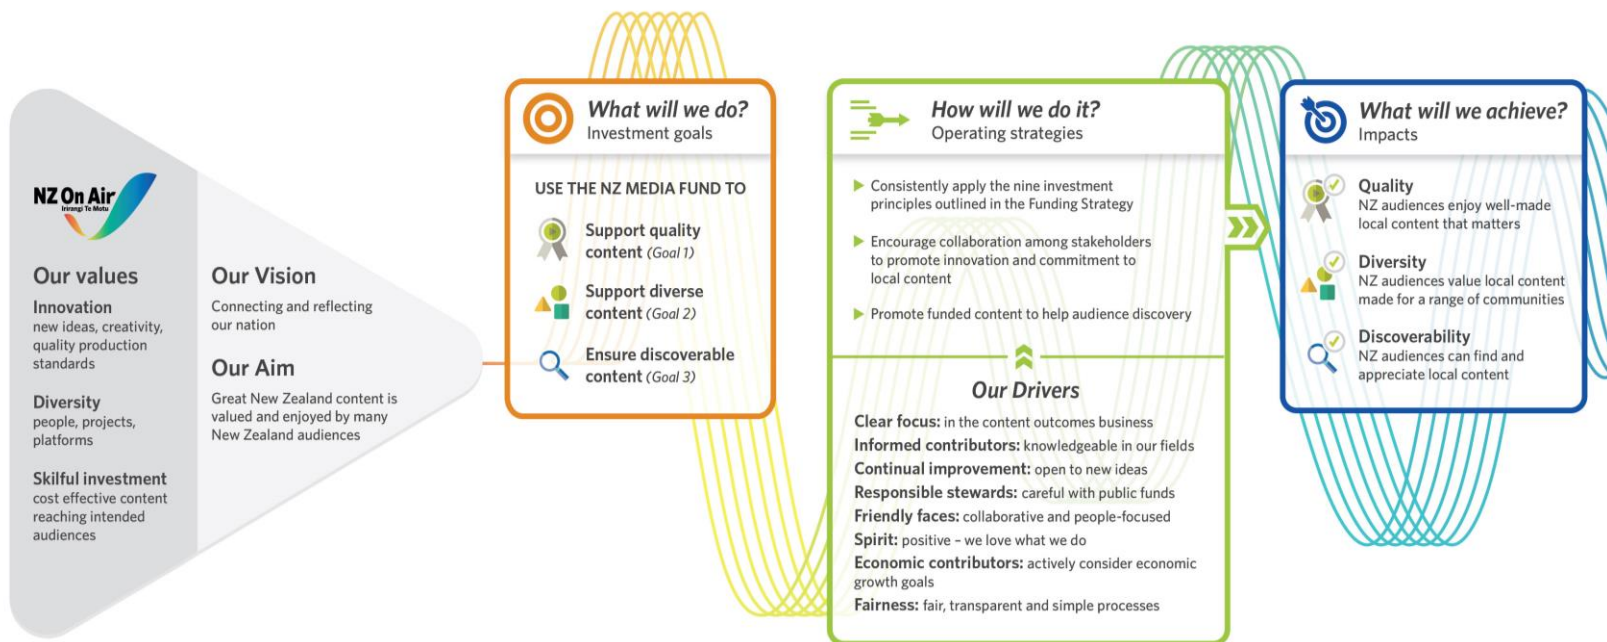 NZ On Air
Irirangi Te Motu
Our values
Innovation
new ideas, creativity,
quality production
standards
Diversity
people, projects,
platforms
Skilful investment
cost effective content
reaching intended
audiences
Our Vision
Connecting and reflecting
our nation
Our Aim
Great New Zealand content is
valued and enjoyed by many
New Zealand audiences
What will we do?
Investment goals
USE THE NZ MEDIA FUND TO
Support quality
content (Goal 1)
Support diverse
content (Goal 2)
Ensure discoverable
content (Goal 3)
How will we do it?
Operating strategies
Consistently apply the nine investment
principles outlined in the Funding Strategy
Encourage collaboration among stakeholders
to promote innovation and commitment to
local content
Promote funded content to help audience discovery
Our Drivers
Clear focus: in the content outcomes business
Informed contributors: knowledgeable in our fields
Continual improvement: open to new ideas
Responsible stewards: careful with public funds
Friendly faces: collaborative and people-focused
Spirit: positive – we love what we do
Economic contributors: actively consider economic
growth goals
Fairness: fair, transparent and simple processes
What will we achieve?
Impacts
Quality
NZ audiences enjoy well-made
local content that matters
Diversity
NZ audiences value local content
made for a range of communities
Discoverability
NZ audiences can find and
appreciate local content